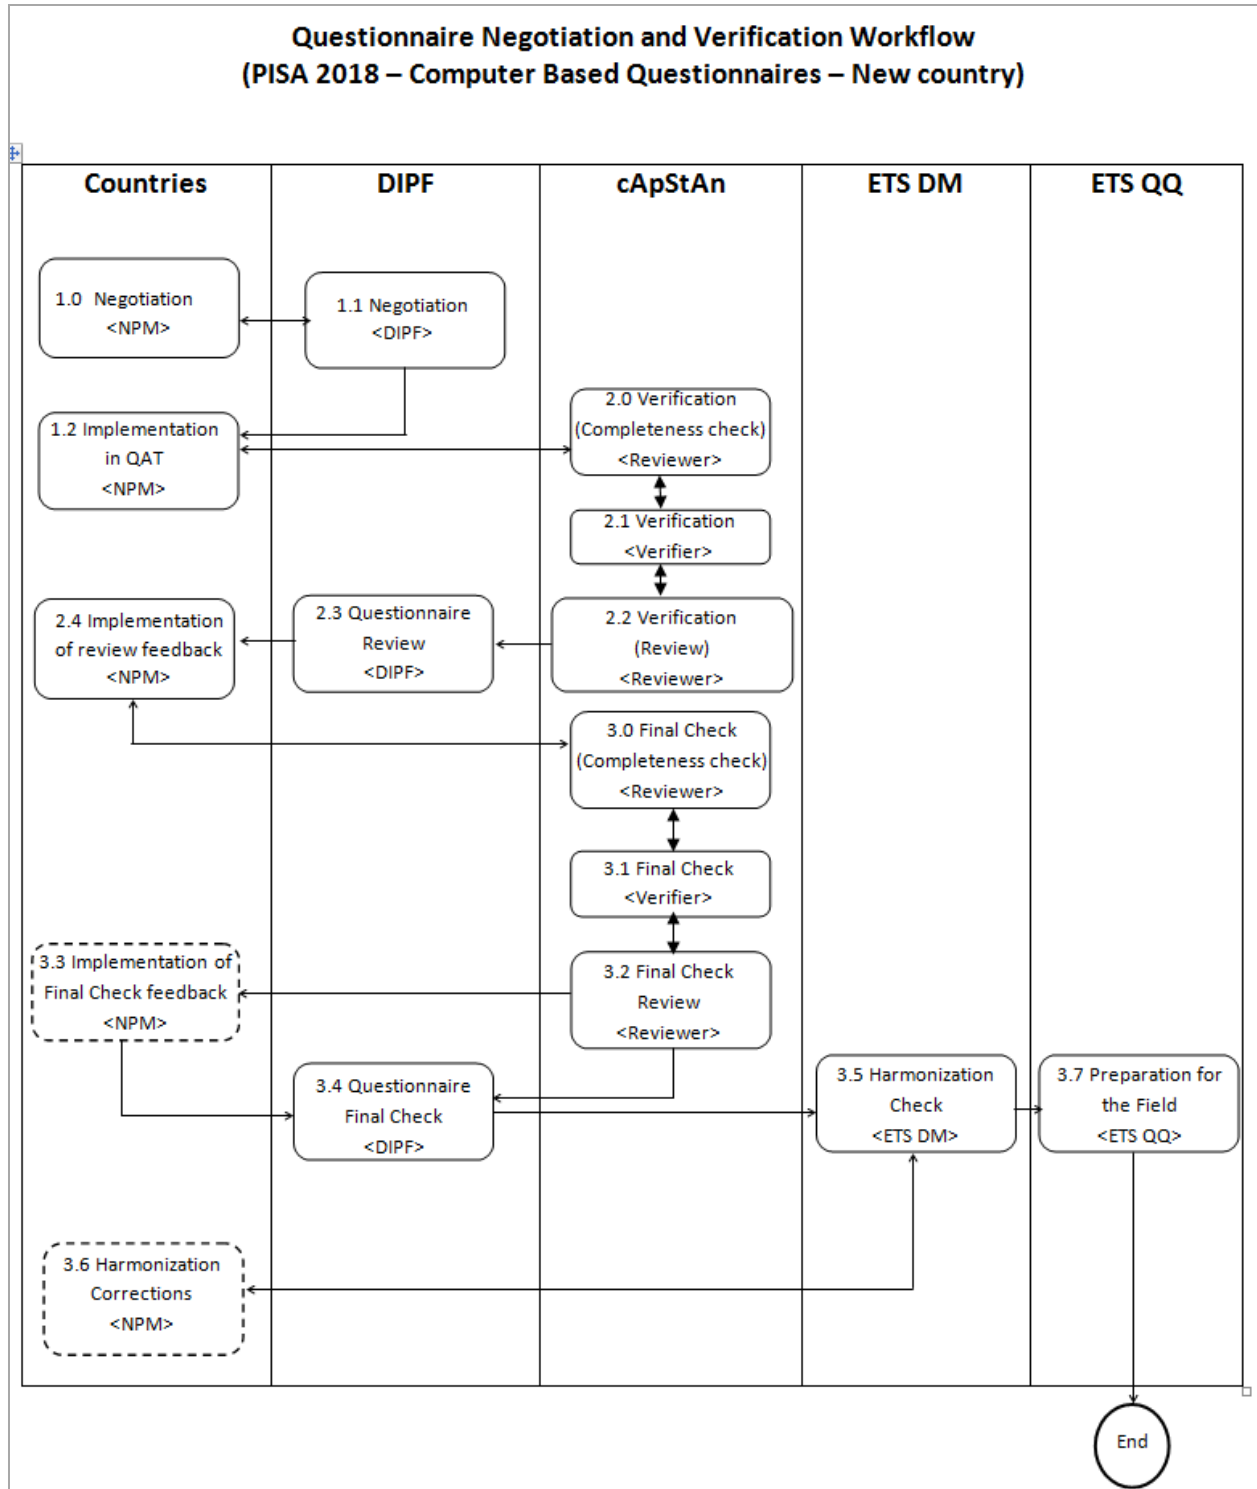 Questionnaire Negotiation and Verification Workflow
(PISA 2018 – Computer Based Questionnaires – New country)
Countries
DIPF
cApStAn
ETS DM
ETS QQ
1.0 Negotiation
<NPM>
1.1 Negotiation
<DIPF>
1.2 Implementation
in QAT
<NPM>
2.0 Verification
(Completeness check)
<Reviewer>
2.1 Verification
<Verifier>
2.4 Implementation
of review feedback
<NPM>
2.3 Questionnaire
Review
<DIPF>
2.2 Verification
(Review)
<Reviewer>
3.0 Final Check
(Completeness check)
<Reviewer>
3.1 Final Check
<Verifier>
3.3 Implementation of
Final Check feedback
<NPM>
3.2 Final Check
Review
<Reviewer>
3.4 Questionnaire
Final Check
<DIPF>
3.5 Harmonization
Check
<ETS DM>
3.7 Preparation for
the Field
<ETS QQ>
3.6 Harmonization
Corrections
<NPM>
End